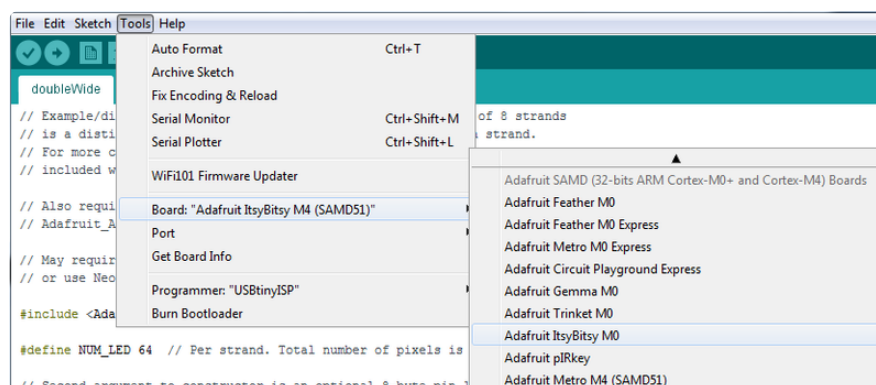 File Edit Sketch Tools Help
Auto Format Ctrl+T
Archive Sketch
Fix Encoding & Reload
Serial Monitor Ctrl+Shift+M
Serial Plotter Ctrl+Shift+L
WiFi101 Firmware Updater
Board: "Adafruit ItsyBitsy M4 (SAMD51)"
Port
Get Board Info
Programmer: "USBtinyISP"
Burn Bootloader
doubleWide
// Example/di of 8 strands
// is a disti strand.
// For more c
// included w
// Also requi
// Adafruit_A
// May requir
// or use Neo
#include <Ada
#define NUM_LED 64 // Per strand. Total number of pixels is
Adafruit SAMD (32-bits ARM Cortex-M0+ and Cortex-M4) Boards
Adafruit Feather M0
Adafruit Feather M0 Express
Adafruit Metro M0 Express
Adafruit Circuit Playground Express
Adafruit Gemma M0
Adafruit Trinket M0
Adafruit ItsyBitsy M0
Adafruit pIRkey
Adafruit Metro M4 (SAMD51)